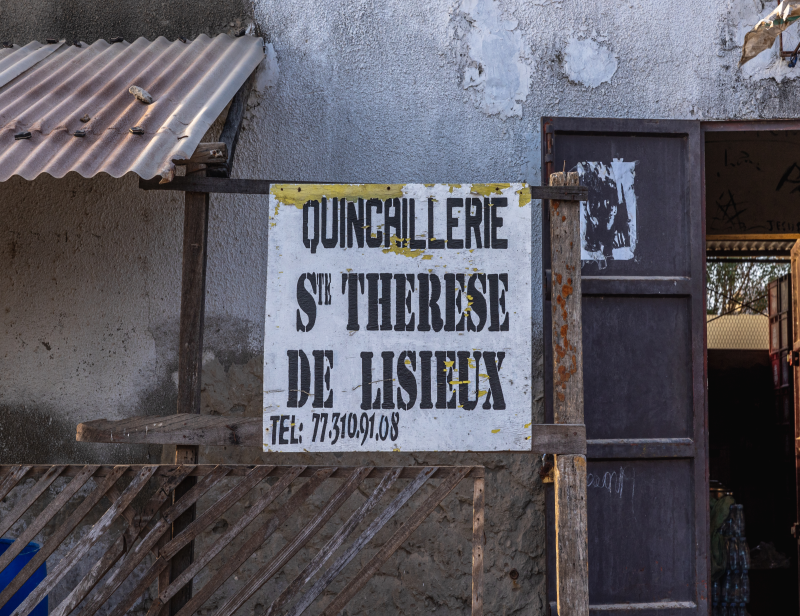 QUINCAILLERIE
STE THERESE
DE LISIEUX
TEL: 77.310.91.08